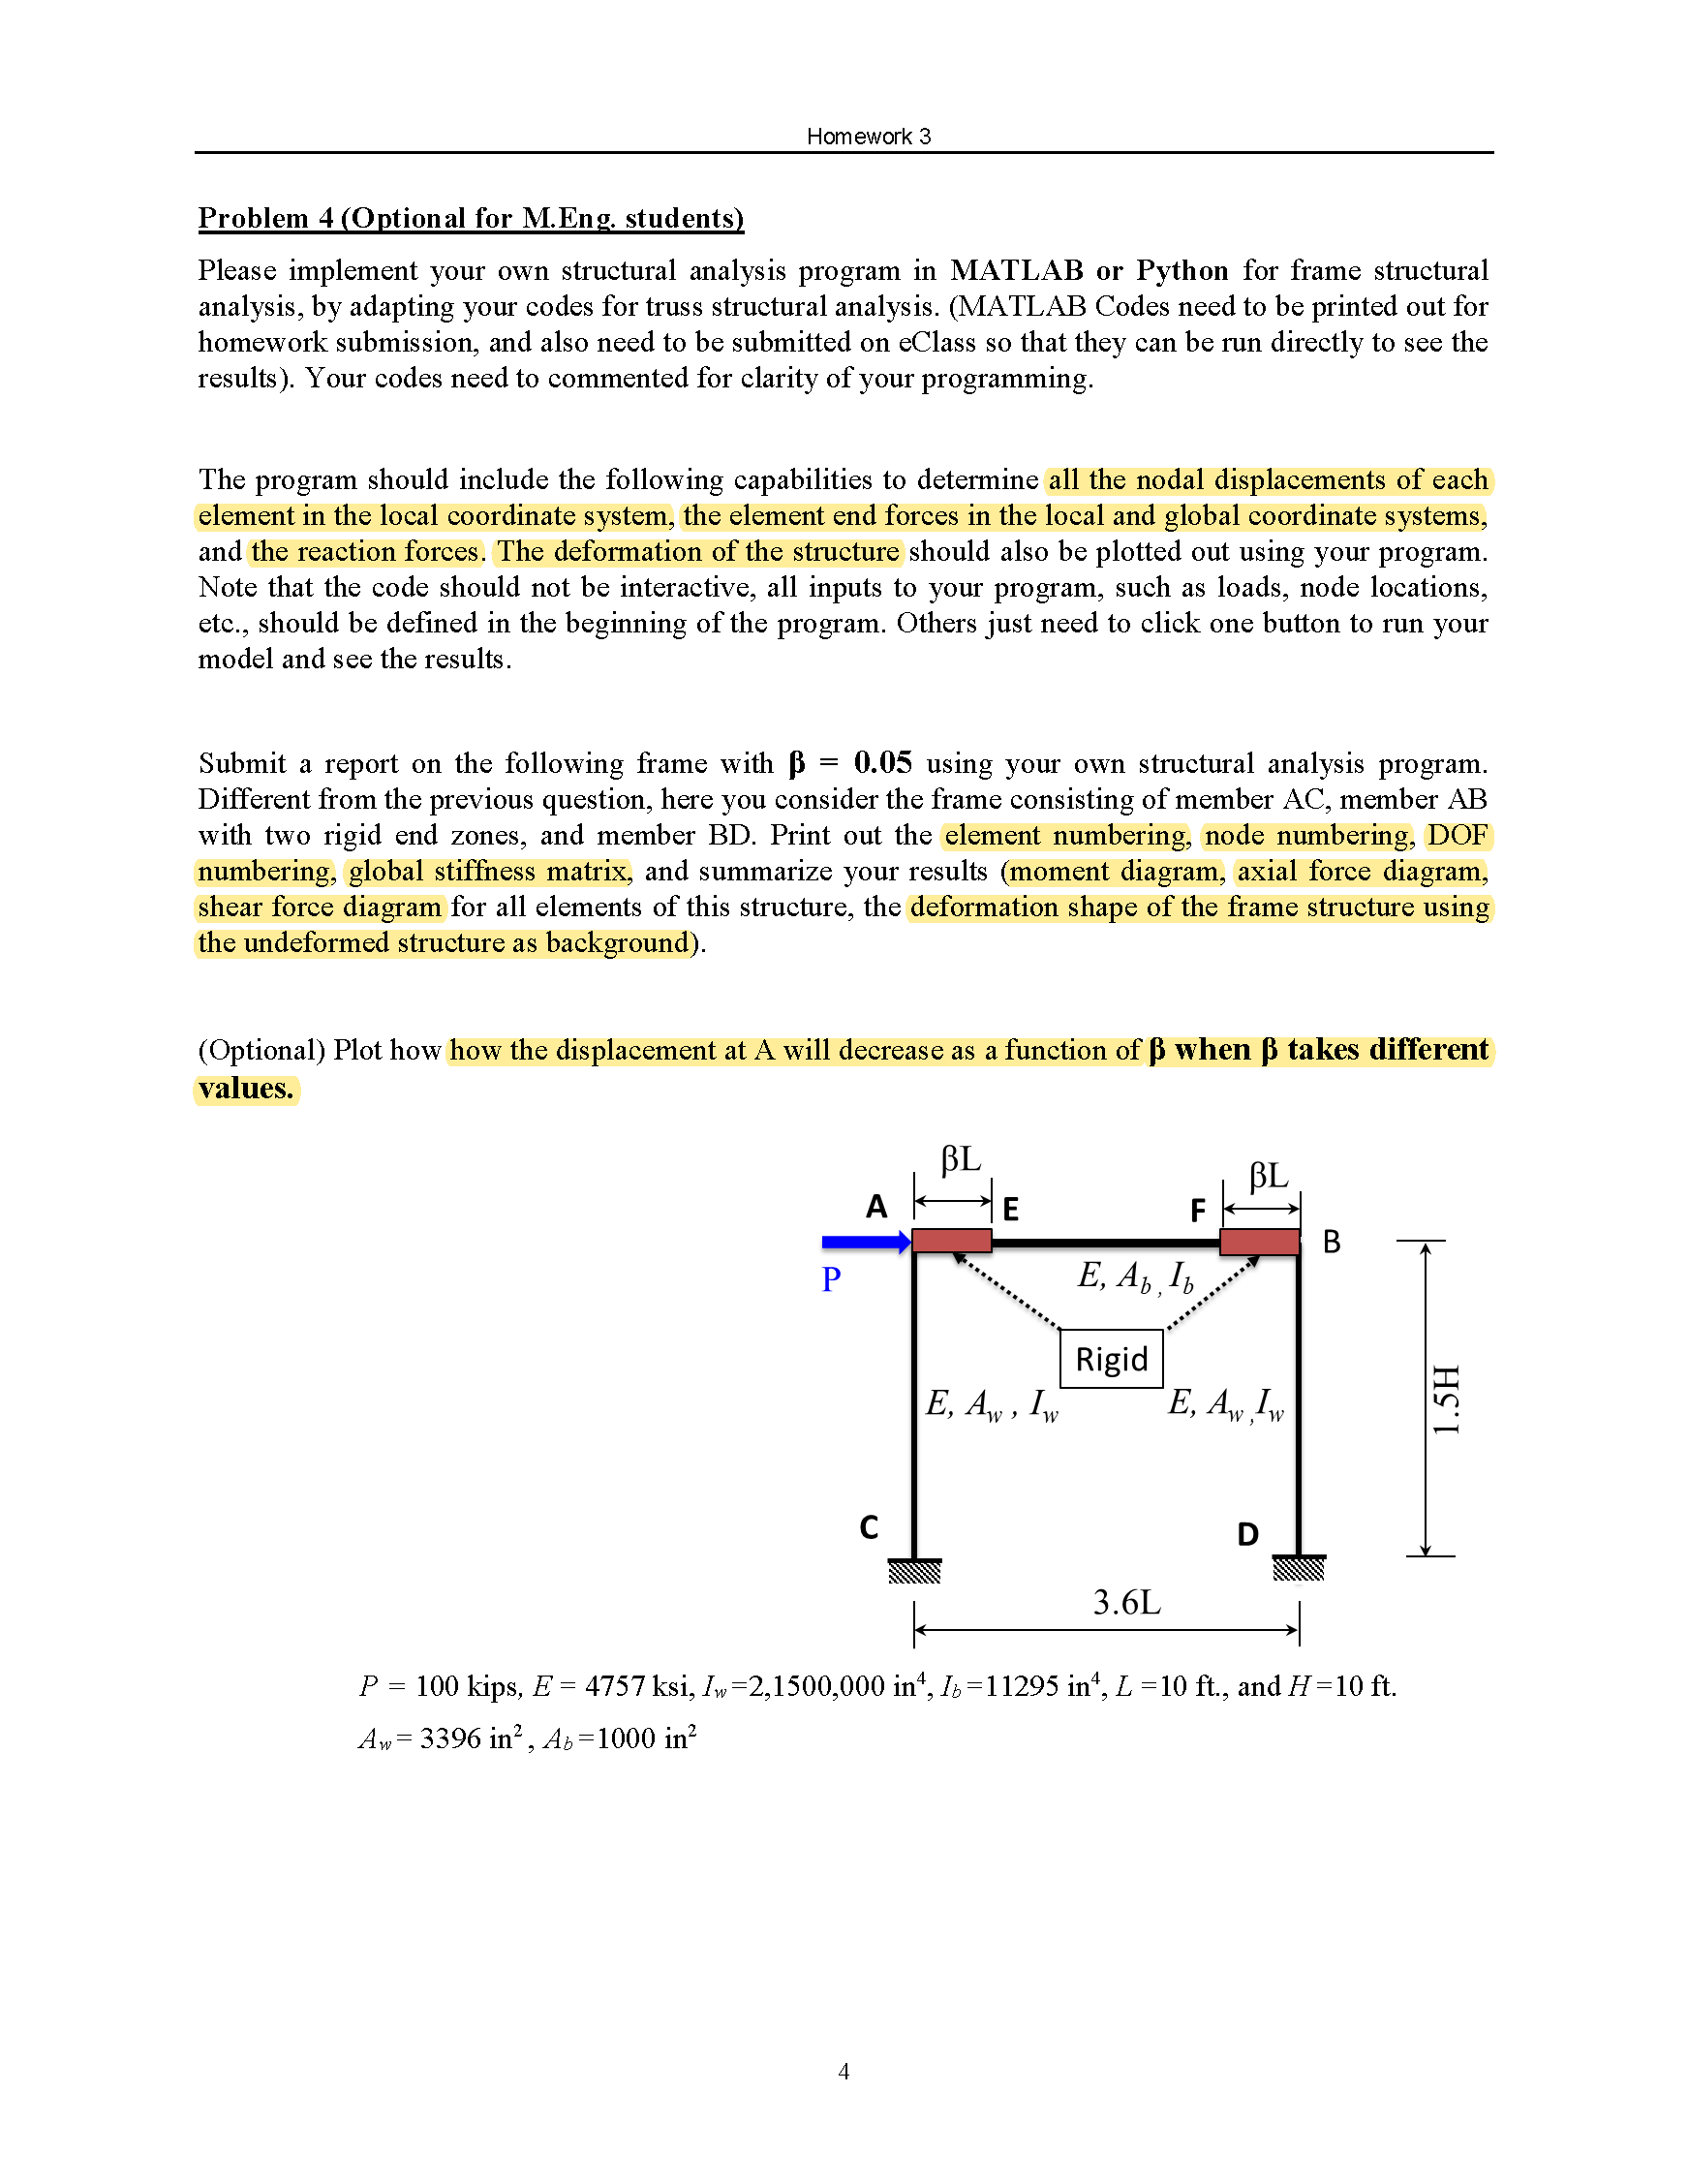 Homework 3
Problem 4 (Optional for M.Eng. students)
Please implement your own structural analysis program in MATLAB or Python for frame structural
analysis, by adapting your codes for truss structural analysis. (MATLAB Codes need to be printed out for
homework submission, and also need to be submitted on eClass so that they can be run directly to see the
results). Your codes need to commented for clarity of your programming.
The program should include the following capabilities to determine all the nodal displacements of each
element in the local coordinate system, the element end forces in the local and global coordinate systems,
and the reaction forces. The deformation of the structure should also be plotted out using your program.
Note that the code should not be interactive, all inputs to your program, such as loads, node locations,
etc., should be defined in the beginning of the program. Others just need to click one button to run your
model and see the results.
Submit a report on the following frame with β = 0.05 using your own structural analysis program.
Different from the previous question, here you consider the frame consisting of member AC, member AB
with two rigid end zones, and member BD. Print out the element numbering, node numbering, DOF
numbering, global stiffness matrix, and summarize your results (moment diagram, axial force diagram,
shear force diagram for all elements of this structure, the deformation shape of the frame structure using
the undeformed structure as background).
(Optional) Plot how how the displacement at A will decrease as a function of β when β takes different
values.
βL
βL
A
E
F
B
P
E, A_b, I_b
Rigid
E, A_w , I_w
E, A_w, I_w
1.5H
C
D
3.6L
P = 100 kips, E = 4757 ksi, I_w =2,1500,000 in⁴, I_b =11295 in⁴, L =10 ft., and H =10 ft.
A_w = 3396 in² , A_b =1000 in²
4